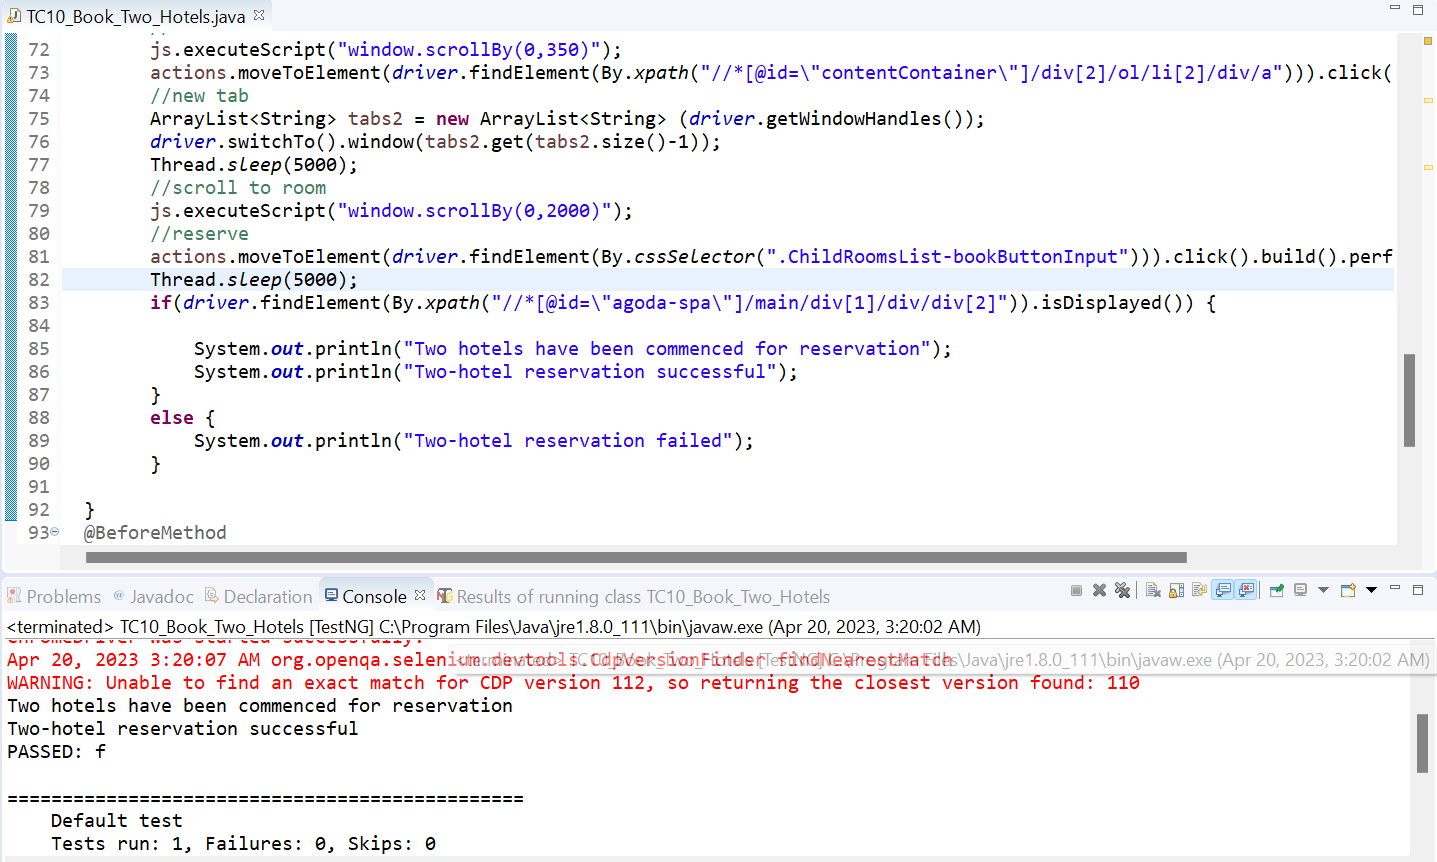 TC10_Book_Two_Hotels.java
72 js.executeScript("window.scrollBy(0,350)");
73 actions.moveToElement(driver.findElement(By.xpath("//*[@id=\"contentContainer\"]/div[2]/ol/li[2]/div/a"))).click(
74 //new tab
75 ArrayList<String> tabs2 = new ArrayList<String> (driver.getWindowHandles());
76 driver.switchTo().window(tabs2.get(tabs2.size()-1));
77 Thread.sleep(5000);
78 //scroll to room
79 js.executeScript("window.scrollBy(0,2000)");
80 //reserve
81 actions.moveToElement(driver.findElement(By.cssSelector(".ChildRoomsList-bookButtonInput"))).click().build().perf
82 Thread.sleep(5000);
83 if(driver.findElement(By.xpath("//*[@id=\"agoda-spa\"]/main/div[1]/div/div[2]")).isDisplayed()) {
84
85 System.out.println("Two hotels have been commenced for reservation");
86 System.out.println("Two-hotel reservation successful");
87 }
88 else {
89 System.out.println("Two-hotel reservation failed");
90 }
91
92 }
93 @BeforeMethod
Problems @ Javadoc Declaration Console Results of running class TC10_Book_Two_Hotels
<terminated> TC10_Book_Two_Hotels [TestNG] C:\Program Files\Java\jre1.8.0_111\bin\javaw.exe (Apr 20, 2023, 3:20:02 AM)
ChromeDriver was started successfully.
Apr 20, 2023 3:20:07 AM org.openqa.selenium.devtools.CdpVersionFinder findNearestMatch
<terminated> TC10_Book_Two_Hotels [TestNG] C:\Program Files\Java\jre1.8.0_111\bin\javaw.exe (Apr 20, 2023, 3:20:02 AM)
WARNING: Unable to find an exact match for CDP version 112, so returning the closest version found: 110
Two hotels have been commenced for reservation
Two-hotel reservation successful
PASSED: f
===============================================
Default test
Tests run: 1, Failures: 0, Skips: 0